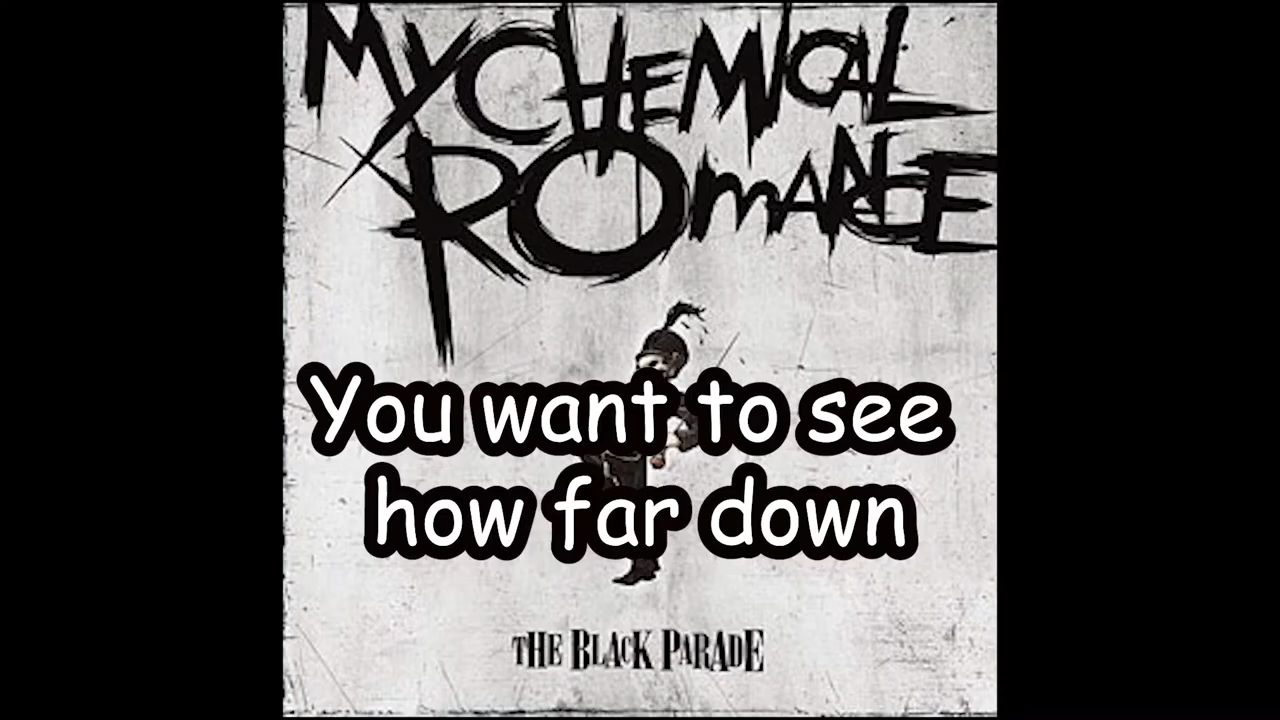 MY CHEMICAL
ROMANCE
You want to see
how far down
THE BLACK PARADE